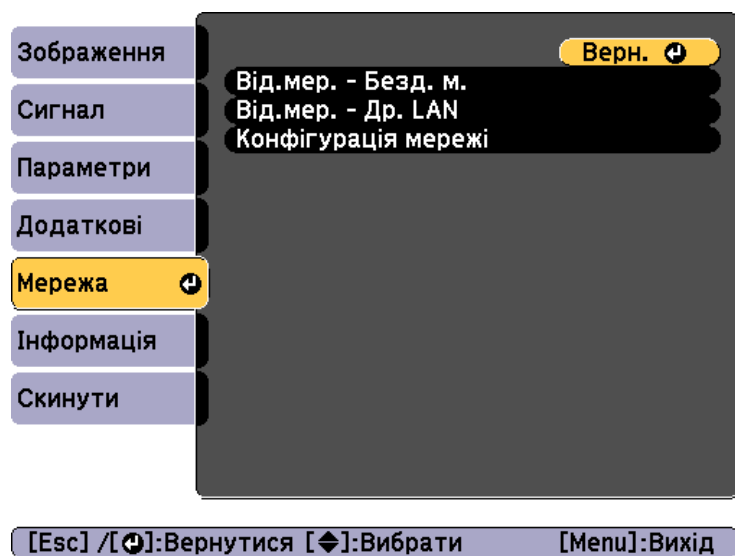 Зображення
Сигнал
Параметри
Додаткові
Мережа
Інформація
Скинути
Верн.
Від.мер. - Безд. м.
Від.мер. - Др. LAN
Конфігурація мережі
[Esc] /[]:Вернутися []:Вибрати [Menu]:Вихід